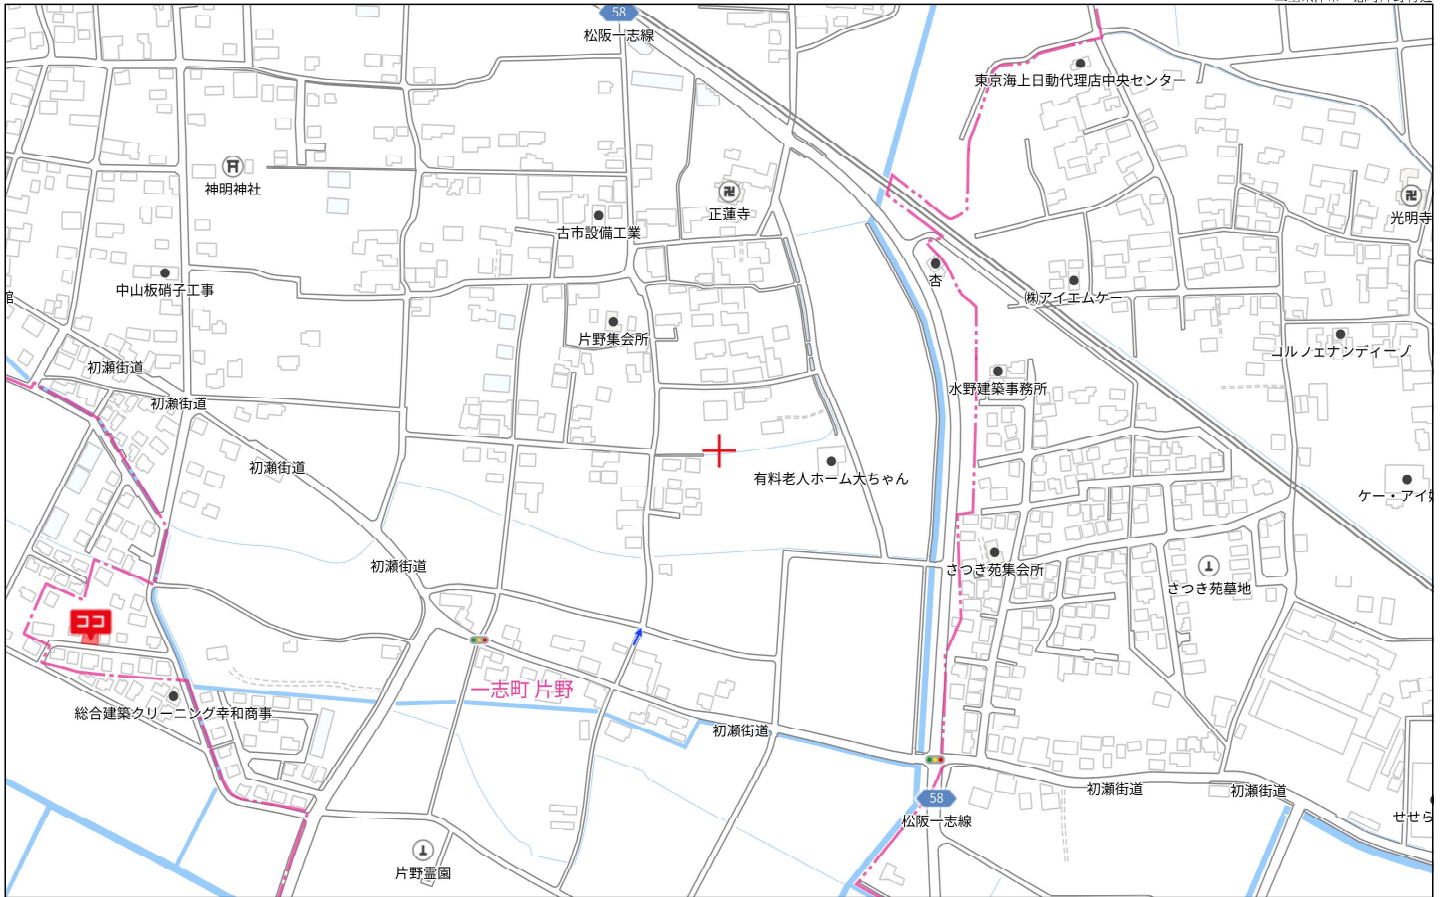 58
松阪一志線
東京海上日動代理店中央センター
神明神社
正蓮寺
光明寺
古市設備工業
杏
中山板硝子工事
館
㈱アイエムケー
片野集会所
コルノェナンディーノ
初瀬街道
水野建築事務所
初瀬街道
初瀬街道
有料老人ホーム大ちゃん
ケー・アイ
初瀬街道
さつき苑集会所
さつき苑墓地
ココ
一志町 片野
総合建築クリーニング幸和商事
初瀬街道
初瀬街道
初瀬街道
58
松阪一志線
せせら
片野霊園